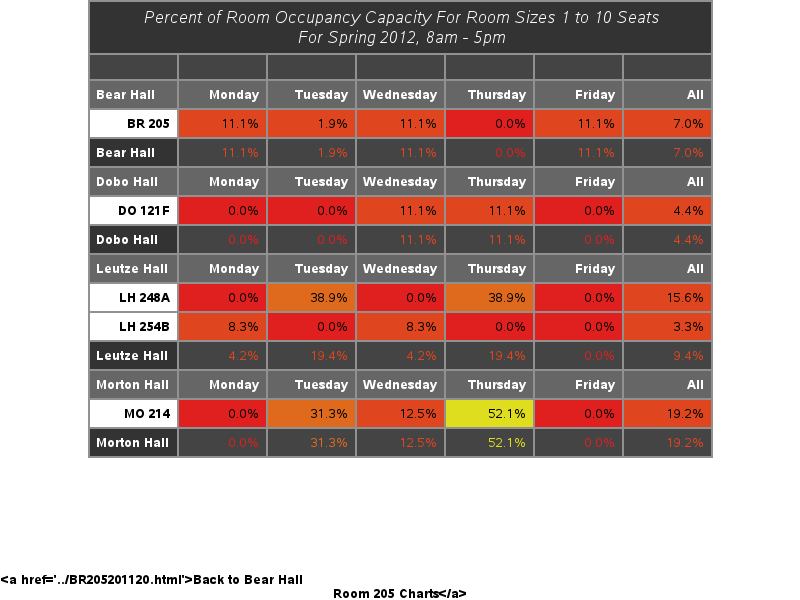 Percent of Room Occupancy Capacity For Room Sizes 1 to 10 Seats
For Spring 2012, 8am - 5pm
Bear Hall Monday Tuesday Wednesday Thursday Friday All
BR 205 11.1% 1.9% 11.1% 0.0% 11.1% 7.0%
Bear Hall 11.1% 1.9% 11.1% 0.0% 11.1% 7.0%
Dobo Hall Monday Tuesday Wednesday Thursday Friday All
DO 121F 0.0% 0.0% 11.1% 11.1% 0.0% 4.4%
Dobo Hall 0.0% 0.0% 11.1% 11.1% 0.0% 4.4%
Leutze Hall Monday Tuesday Wednesday Thursday Friday All
LH 248A 0.0% 38.9% 0.0% 38.9% 0.0% 15.6%
LH 254B 8.3% 0.0% 8.3% 0.0% 0.0% 3.3%
Leutze Hall 4.2% 19.4% 4.2% 19.4% 0.0% 9.4%
Morton Hall Monday Tuesday Wednesday Thursday Friday All
MO 214 0.0% 31.3% 12.5% 52.1% 0.0% 19.2%
Morton Hall 0.0% 31.3% 12.5% 52.1% 0.0% 19.2%
<a href='../BR205201120.html'>Back to Bear Hall
Room 205 Charts</a>